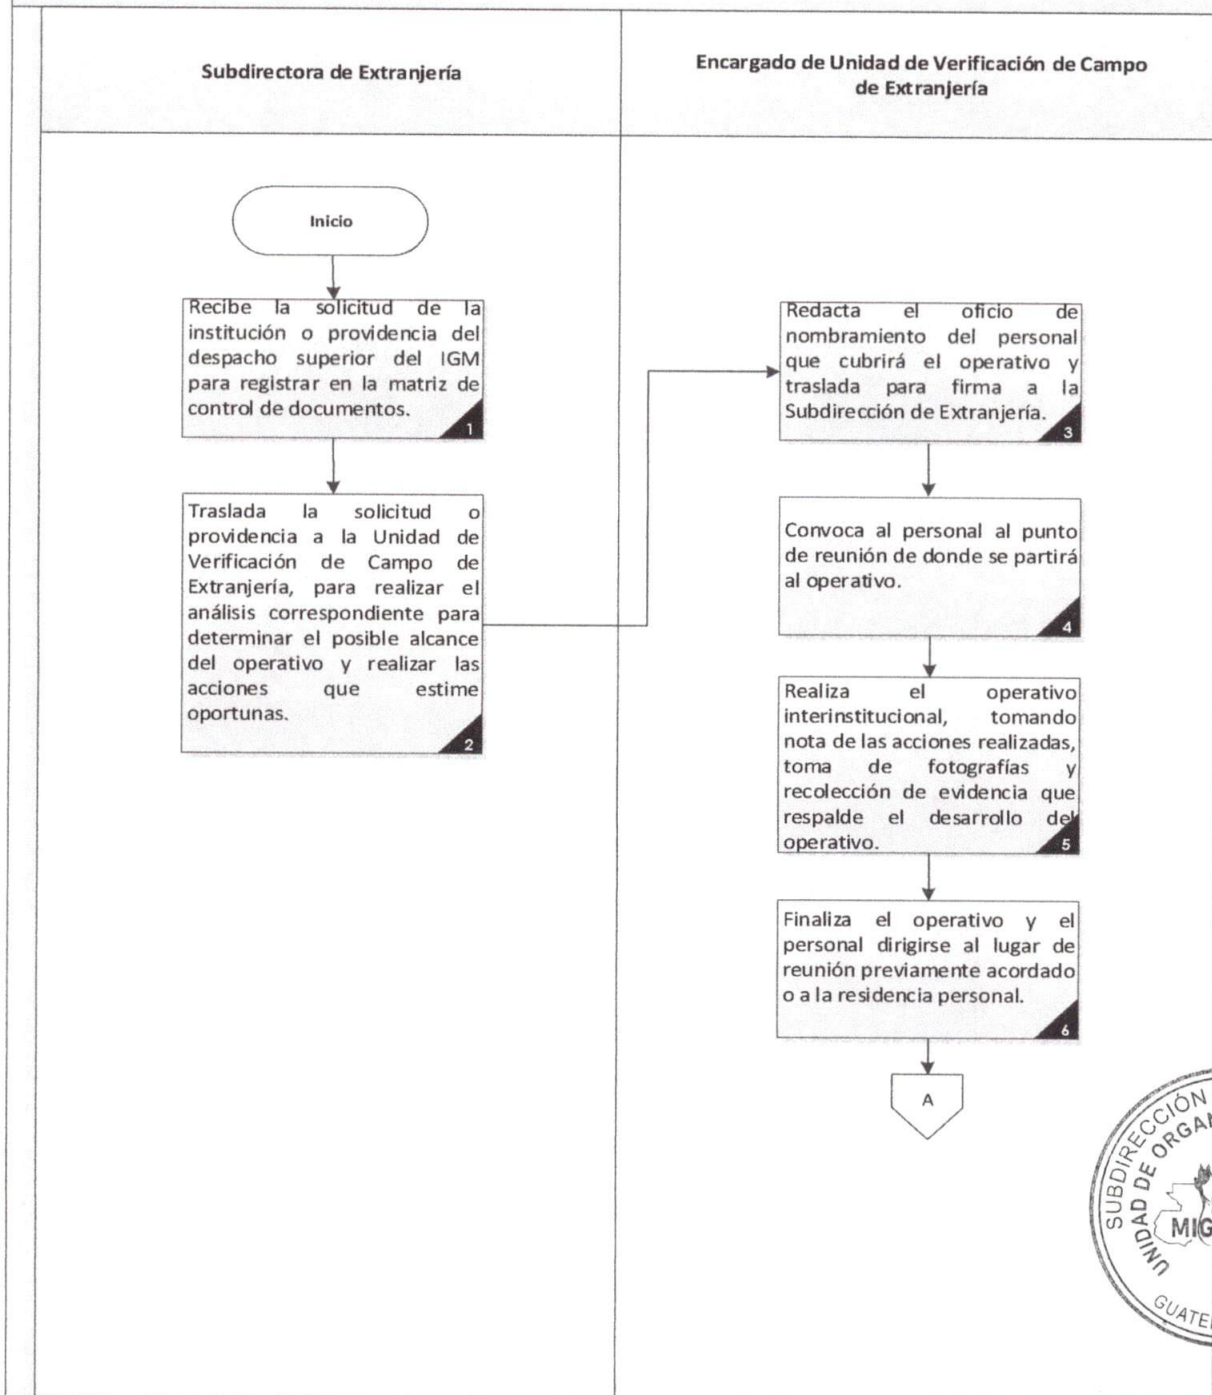 Subdirectora de Extranjería
Encargado de Unidad de Verificación de Campo
de Extranjería
Inicio
Recibe la solicitud de la
institución o providencia del
despacho superior del IGM
para registrar en la matriz de
control de documentos.
1
Traslada la solicitud o
providencia a la Unidad de
Verificación de Campo de
Extranjería, para realizar el
análisis correspondiente para
determinar el posible alcance
del operativo y realizar las
acciones que estime
oportunas.
2
Redacta el oficio de
nombramiento del personal
que cubrirá el operativo y
traslada para firma a la
Subdirección de Extranjería.
3
Convoca al personal al punto
de reunión de donde se partirá
al operativo.
4
Realiza el operativo
interinstitucional, tomando
nota de las acciones realizadas,
toma de fotografías y
recolección de evidencia que
respalde el desarrollo del
operativo.
5
Finaliza el operativo y el
personal dirigirse al lugar de
reunión previamente acordado
o a la residencia personal.
6
A
SUBDIRECCIÓN
UNIDAD DE ORGAN
MIG
GUATE